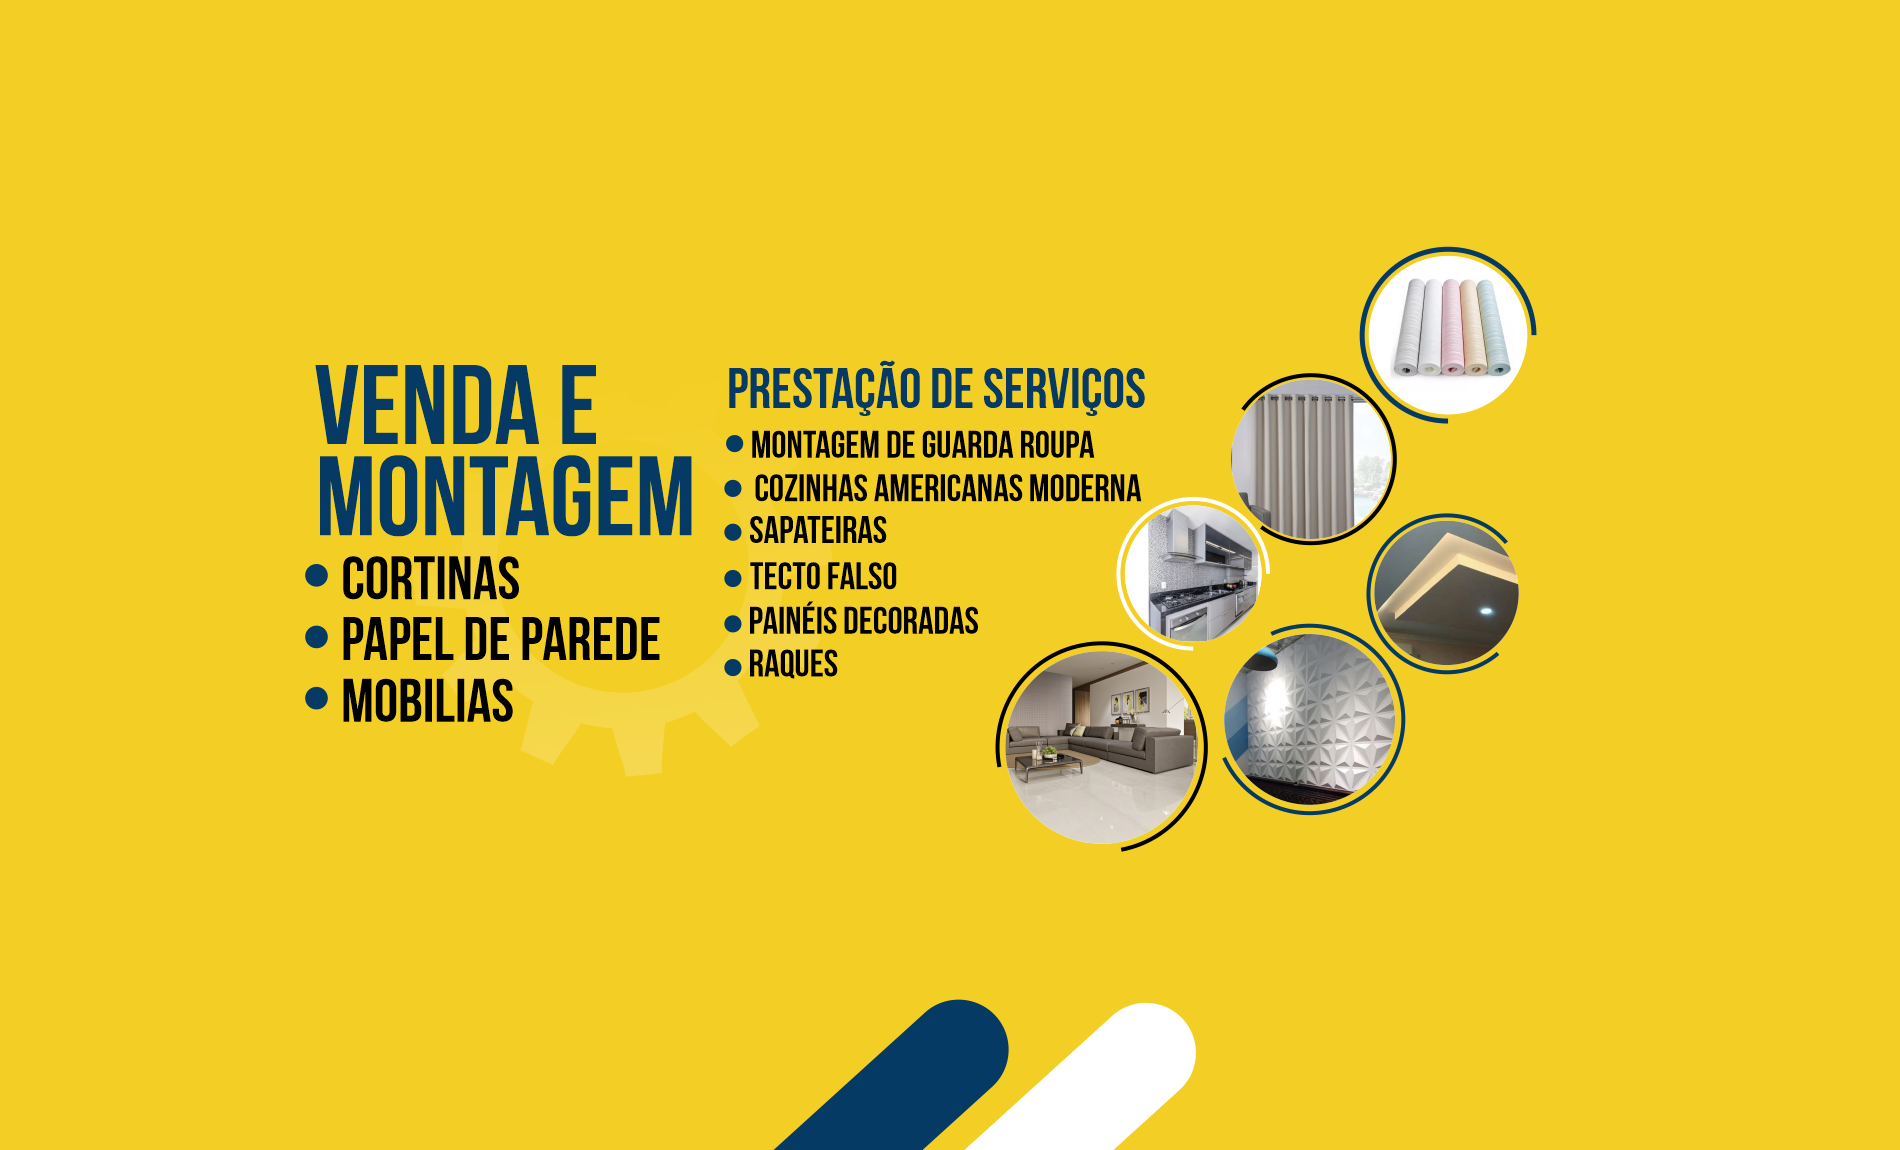 VENDA E
MONTAGEM
CORTINAS
PAPEL DE PAREDE
MOBILIAS
PRESTAÇÃO DE SERVIÇOS
MONTAGEM DE GUARDA ROUPA
COZINHAS AMERICANAS MODERNA
SAPATEIRAS
TECTO FALSO
PAINÉIS DECORADAS
RAQUES